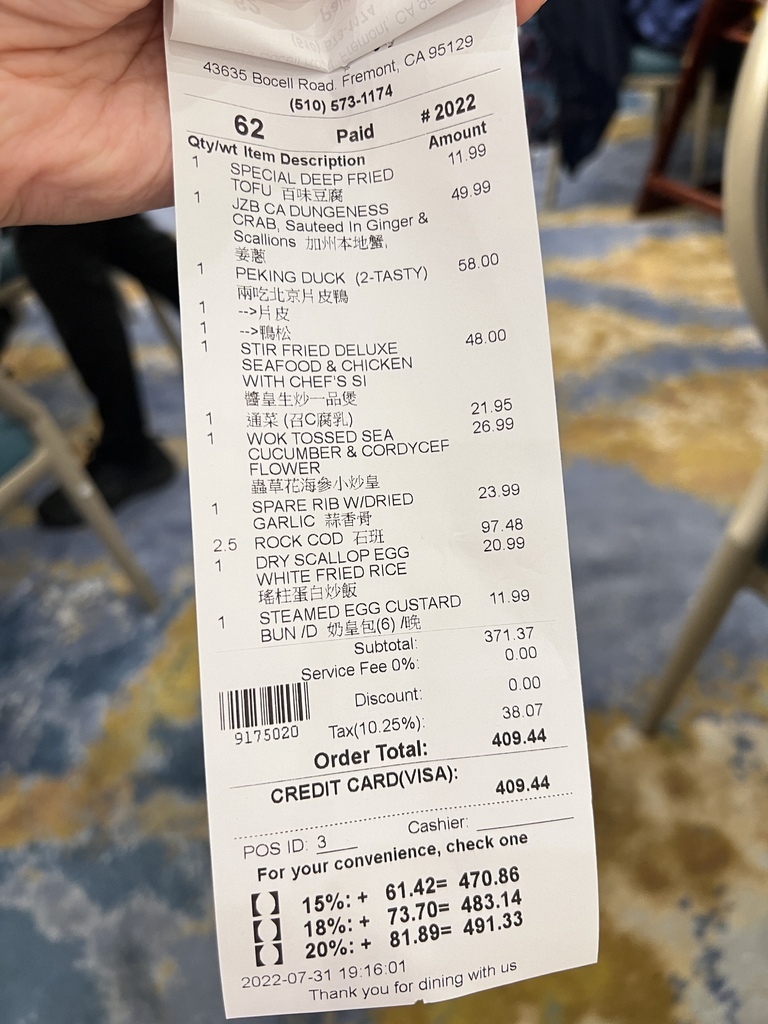 43635 Bocell Road. Fremont, CA 95129
(510) 573-1174
62 Paid # 2022
Qty/wt Item Description Amount
1 SPECIAL DEEP FRIED 11.99
TOFU 百味豆腐
1 JZB CA DUNGENESS 49.99
CRAB, Sauteed In Ginger &
Scallions 加州本地蟹,
姜蔥
1 PEKING DUCK (2-TASTY) 58.00
兩吃北京片皮鴨
1 -->片皮
1 -->鴨松
1 STIR FRIED DELUXE 48.00
SEAFOOD & CHICKEN
WITH CHEF'S SI
醬皇生炒一品煲
1 通菜 (召C腐乳) 21.95
1 WOK TOSSED SEA 26.99
CUCUMBER & CORDYCEF
FLOWER
蟲草花海參小炒皇
1 SPARE RIB W/DRIED 23.99
GARLIC 蒜香骨
2.5 ROCK COD 石班 97.48
1 DRY SCALLOP EGG 20.99
WHITE FRIED RICE
瑤柱蛋白炒飯
1 STEAMED EGG CUSTARD 11.99
BUN /D 奶皇包(6) /晚
Subtotal: 371.37
Service Fee 0%: 0.00
Discount: 0.00
9175020
Tax(10.25%): 38.07
Order Total: 409.44
CREDIT CARD(VISA): 409.44
POS ID: 3 Cashier:
For your convenience, check one
15%: + 61.42= 470.86
18%: + 73.70= 483.14
20%: + 81.89= 491.33
2022-07-31 19:16:01
Thank you for dining with us